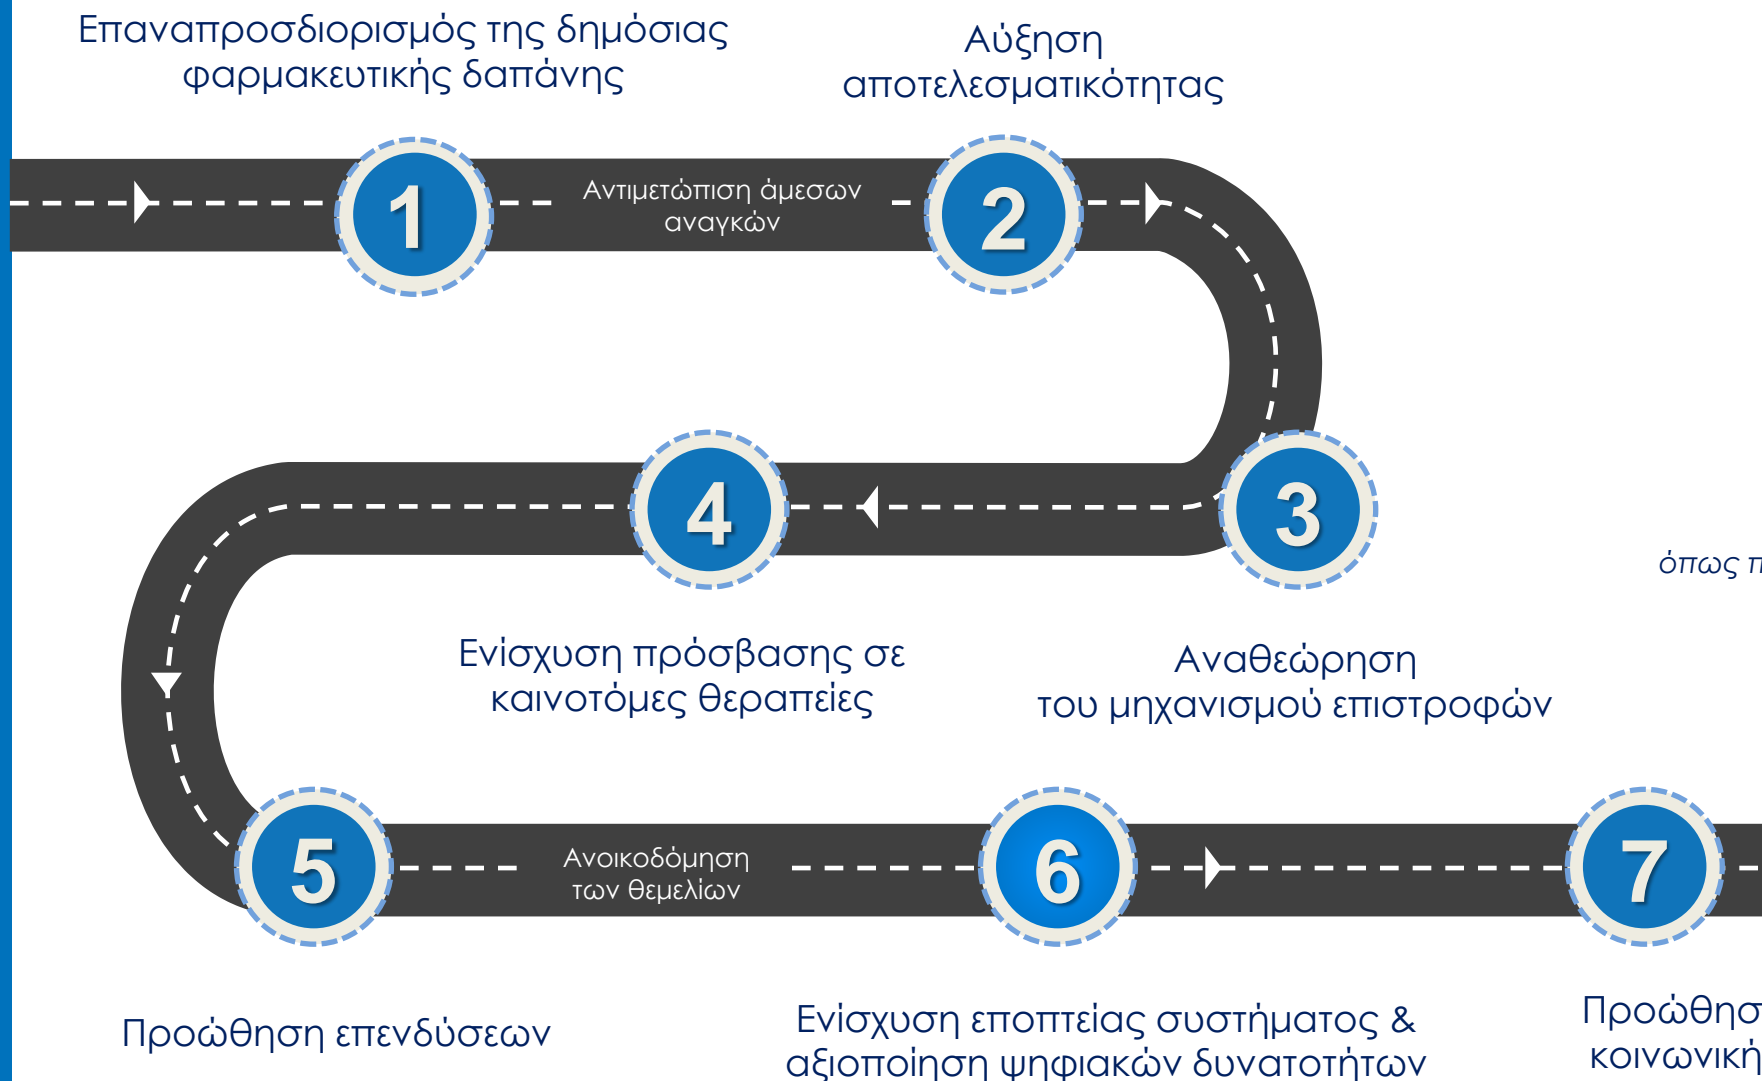 Επαναπροσδιορισμός της δημόσιας
φαρμακευτικής δαπάνης
Αύξηση
αποτελεσματικότητας
1
Αντιμετώπιση άμεσων
αναγκών
2
4
3
όπως
Ενίσχυση πρόσβασης σε
καινοτόμες θεραπείες
Αναθεώρηση
του μηχανισμού επιστροφών
5
Ανοικοδόμηση
των θεμελίων
6
7
Προώθηση επενδύσεων
Ενίσχυση εποπτείας συστήματος &
αξιοποίηση ψηφιακών δυνατοτήτων